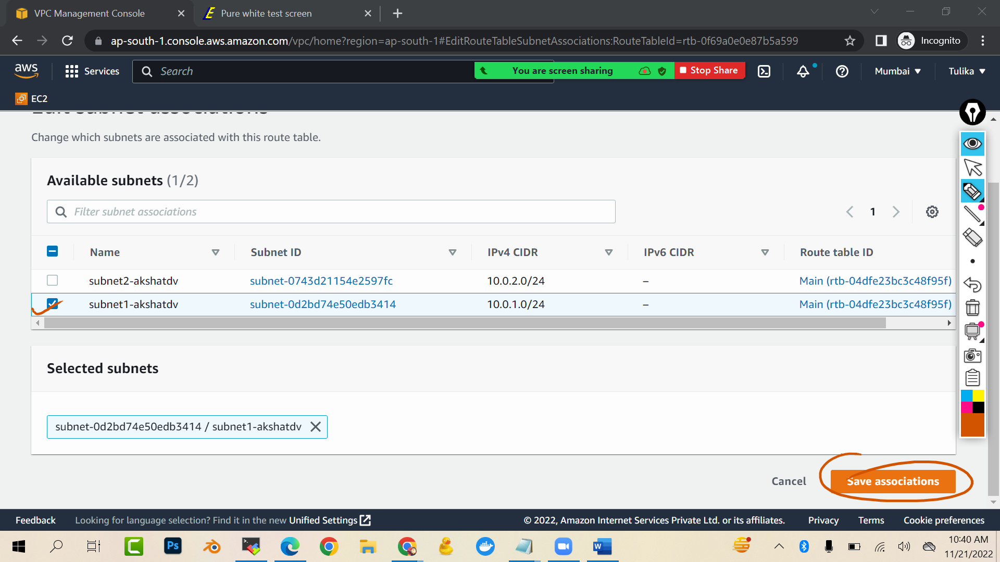 VPC Management Console
Pure white test screen
ap-south-1.console.aws.amazon.com/vpc/home?region=ap-south-1#EditRouteTableSubnetAssociations:RouteTableId=rtb-0f69a0e0e87b5a599
Incognito
aws
Services
Search
You are screen sharing
Stop Share
Mumbai
Tulika
EC2
Edit subnet associations
Change which subnets are associated with this route table.
Available subnets (1/2)
Filter subnet associations
1
Name Subnet ID IPv4 CIDR IPv6 CIDR Route table ID
subnet2-akshatdv subnet-0743d21154e2597fc 10.0.2.0/24 – Main (rtb-04dfe23bc3c48f95f)
subnet1-akshatdv subnet-0d2bd74e50edb3414 10.0.1.0/24 – Main (rtb-04dfe23bc3c48f95f)
Selected subnets
subnet-0d2bd74e50edb3414 / subnet1-akshatdv
Cancel
Save associations
Feedback Looking for language selection? Find it in the new Unified Settings © 2022, Amazon Internet Services Private Ltd. or its affiliates. Privacy Terms Cookie preferences
Ps
W
10:40 AM
11/21/2022